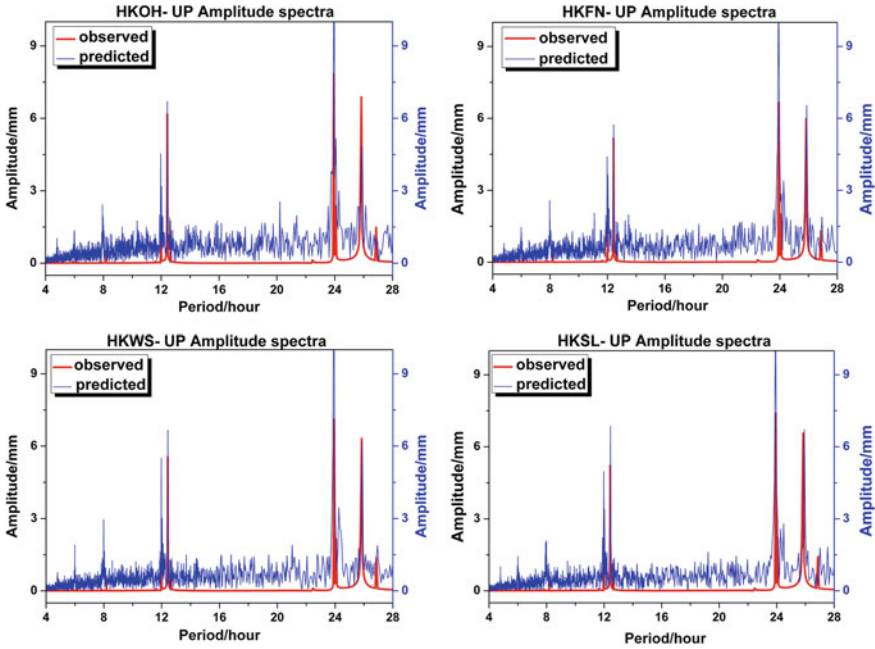 HKOH- UP Amplitude spectra
observed
predicted
Amplitude/mm
9
6
3
0
9
6
3
0
4 8 12 16 20 24 28
Period/hour
HKFN- UP Amplitude spectra
observed
predicted
Amplitude/mm
9
6
3
0
9
6
3
0
Amplitude/mm
4 8 12 16 20 24 28
Period/hour
HKWS- UP Amplitude spectra
observed
predicted
Amplitude/mm
9
6
3
0
9
6
3
0
4 8 12 16 20 24 28
Period/hour
HKSL- UP Amplitude spectra
observed
predicted
Amplitude/mm
9
6
3
0
9
6
3
0
Amplitude/mm
4 8 12 16 20 24 28
Period/hour